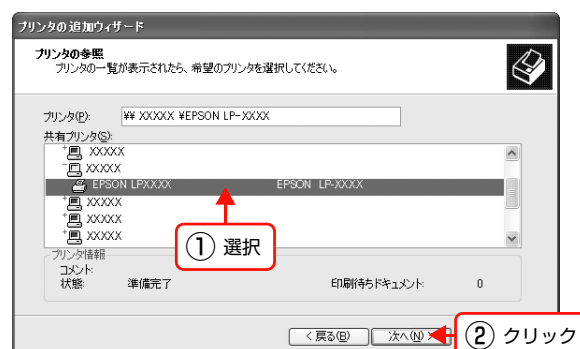 プリンタの追加ウィザード
プリンタの参照
プリンタの一覧が表示されたら、希望のプリンタを選択してください。
プリンタ(P): ¥¥ XXXXX ¥EPSON LP-XXXX
共有プリンタ(S):
XXXXX
XXXXX
EPSON LPXXXX EPSON LP-XXXX
XXXXX
XXXXX
XXXXX
① 選択
プリンタ情報
コメント:
状態: 準備完了 印刷待ちドキュメント: 0
< 戻る(B) 次へ(N) >
② クリック